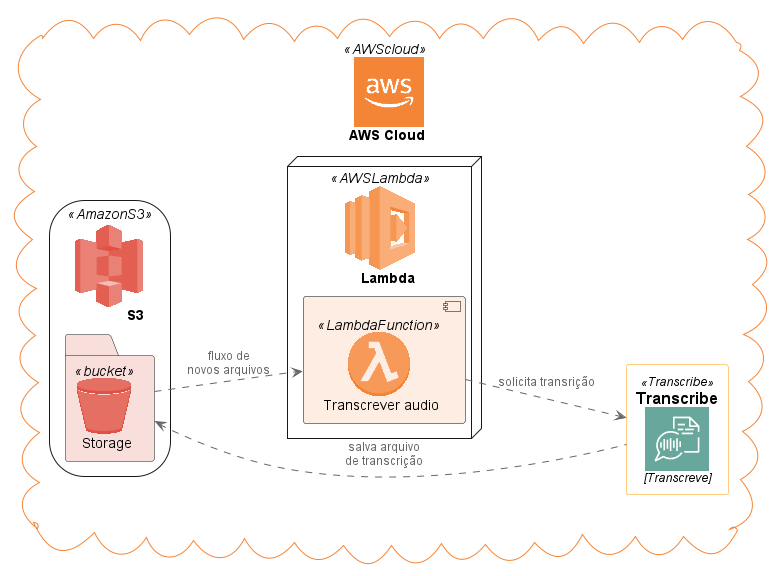 «AWScloud»
aws
AWS Cloud
«AWSLambda»
Lambda
«AmazonS3»
S3
«LambdaFunction»
λ
Transcrever audio
«bucket»
Storage
fluxo de
novos arquivos
solicita transrição
«Transcribe»
Transcribe
[Transcreve]
salva arquivo
de transcrição